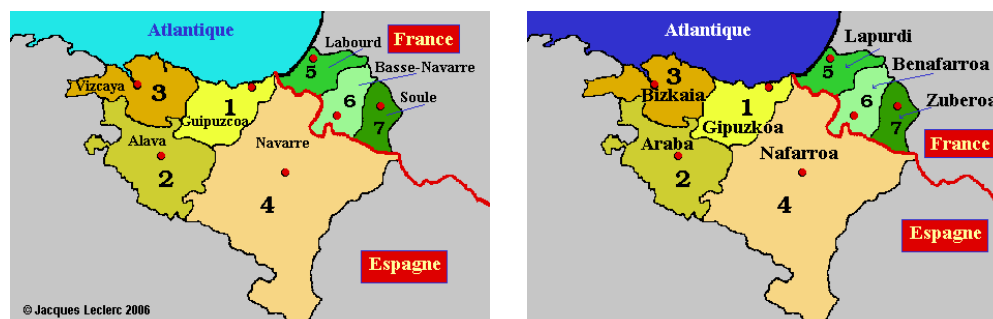 Atlantique
France
Labourd
5
Basse-Navarre
Vizcaya
3
6
Soule
1
7
Guipuzcoa
Alava
Navarre
2
4
Espagne
© Jacques Leclerc 2006
Atlantique
Lapurdi
5
Benafarroa
3
Bizkaia
1
6
Zuberoa
7
Gipuzkoa
Araba
Nafarroa
France
2
4
Espagne